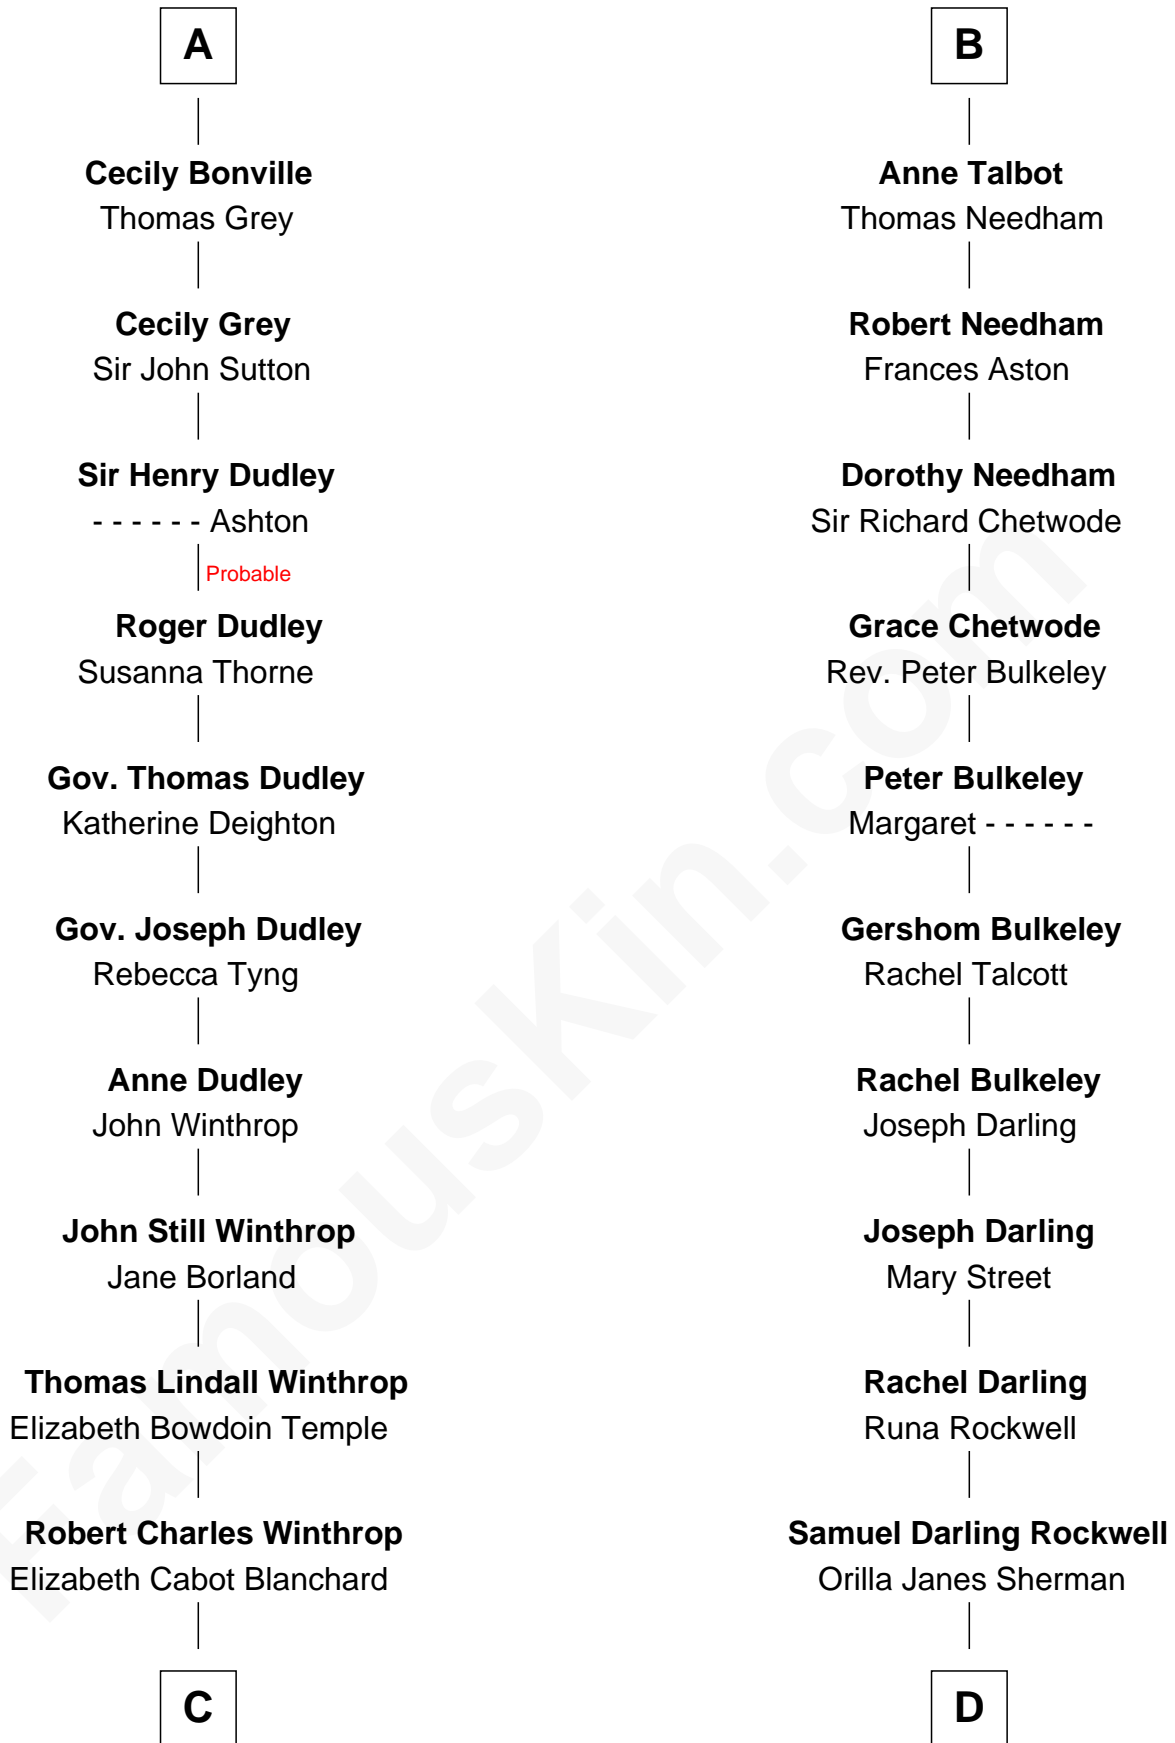 A
Cecily Bonville
Thomas Grey
Cecily Grey
Sir John Sutton
Sir Henry Dudley
- - - - - - Ashton
Probable
Roger Dudley
Susanna Thorne
Gov. Thomas Dudley
Katherine Deighton
Gov. Joseph Dudley
Rebecca Tyng
Anne Dudley
John Winthrop
John Still Winthrop
Jane Borland
Thomas Lindall Winthrop
Elizabeth Bowdoin Temple
Robert Charles Winthrop
Elizabeth Cabot Blanchard
C
B
Anne Talbot
Thomas Needham
Robert Needham
Frances Aston
Dorothy Needham
Sir Richard Chetwode
Grace Chetwode
Rev. Peter Bulkeley
Peter Bulkeley
Margaret - - - - - -
Gershom Bulkeley
Rachel Talcott
Rachel Bulkeley
Joseph Darling
Joseph Darling
Mary Street
Rachel Darling
Runa Rockwell
Samuel Darling Rockwell
Orilla Janes Sherman
D
FamousKin.com